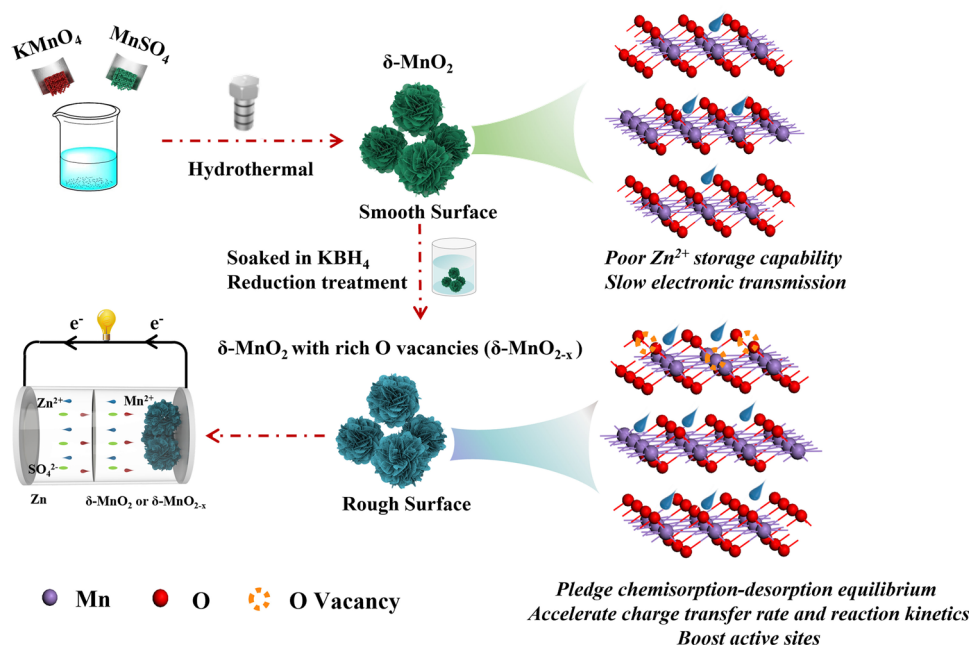 KMnO₄
MnSO₄
Hydrothermal
δ-MnO₂
Smooth Surface
Poor Zn²⁺ storage capability
Slow electronic transmission
Soaked in KBH₄
Reduction treatment
δ-MnO₂ with rich O vacancies (δ-MnO₂₋ₓ)
Rough Surface
e⁻
e⁻
Zn²⁺
Mn²⁺
SO₄²⁻
Zn
δ-MnO₂ or δ-MnO₂₋ₓ
Pledge chemisorption-desorption equilibrium
Accelerate charge transfer rate and reaction kinetics
Boost active sites
Mn
O
O Vacancy